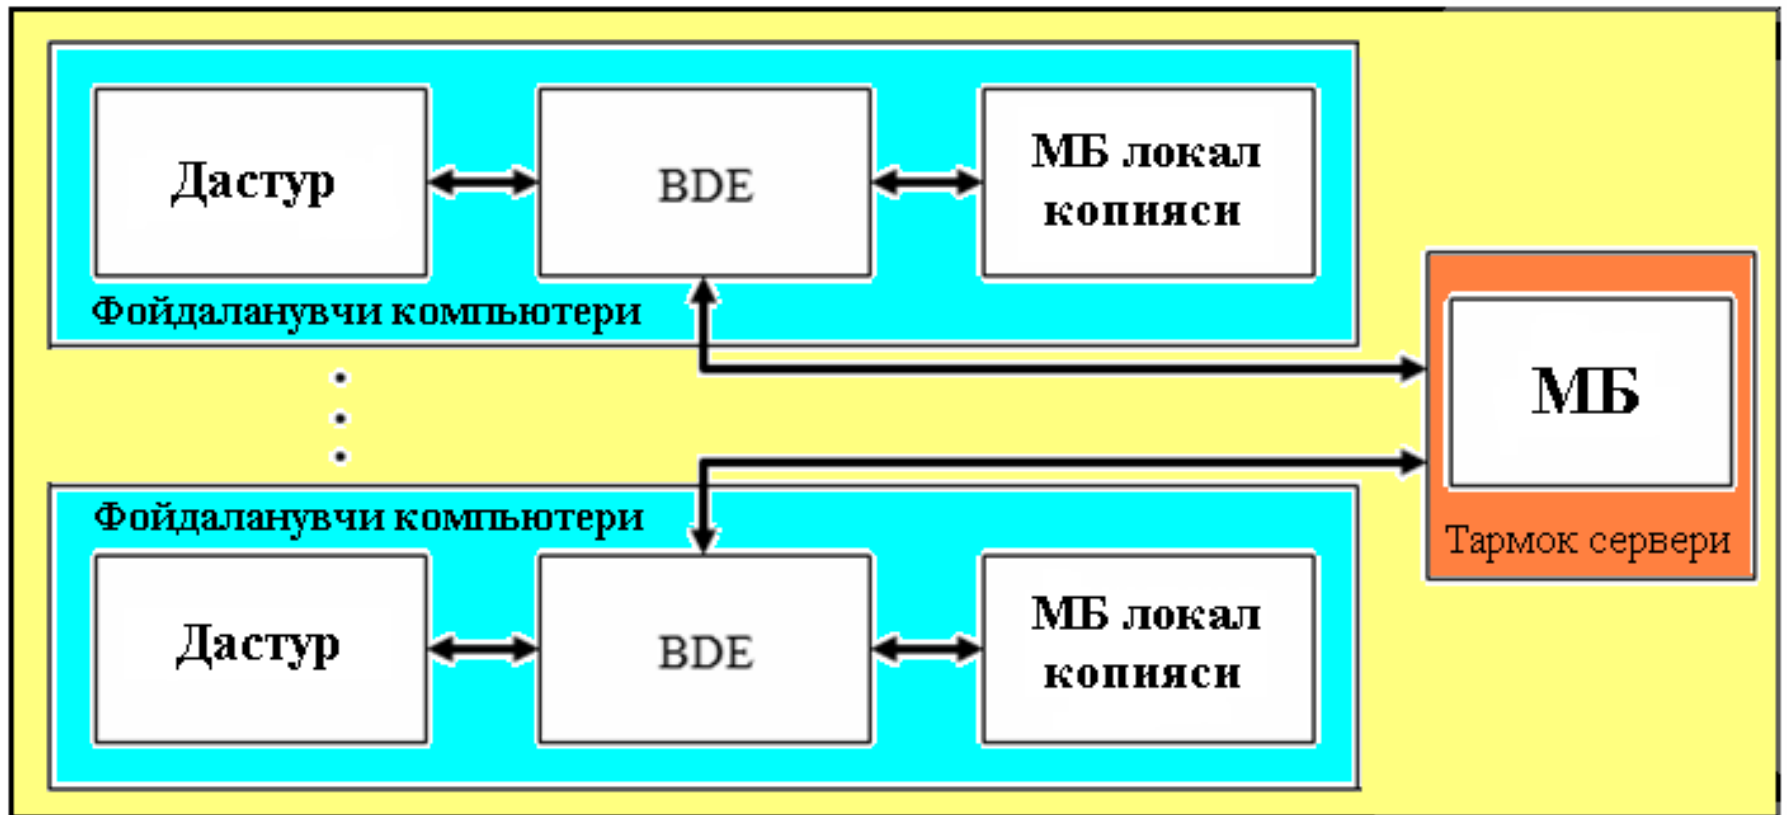 Дастур
BDE
МБ локал
копияси
Фойдаланувчи компьютери
МБ
Тармок сервери
Фойдаланувчи компьютери
Дастур
BDE
МБ локал
копияси